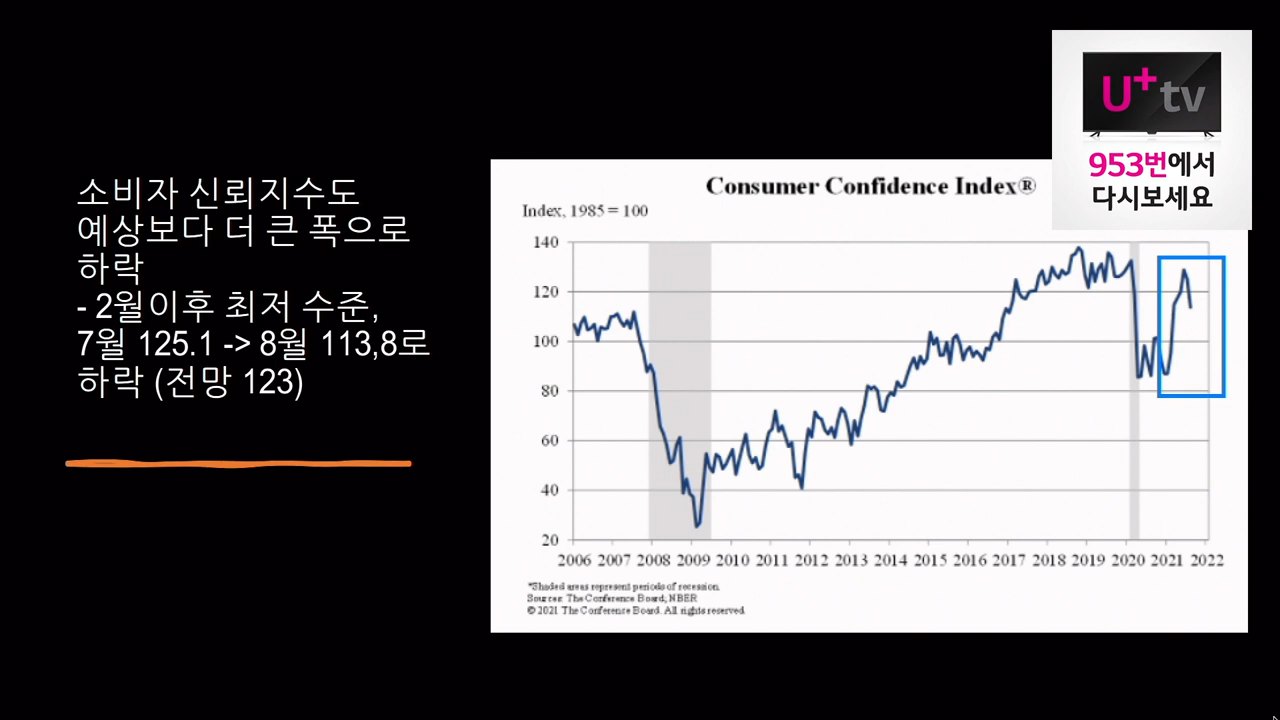 소비자 신뢰지수도
예상보다 더 큰 폭으로
하락
- 2월이후 최저 수준,
7월 125.1 -> 8월 113,8로
하락 (전망 123)
U+tv
953번에서
다시보세요
Consumer Confidence Index®
Index, 1985 = 100
140
120
100
80
60
40
20
2006 2007 2008 2009 2010 2011 2012 2013 2014 2015 2016 2017 2018 2019 2020 2021 2022
*Shaded areas represent periods of recession.
Sources: The Conference Board, NBER
© 2021 The Conference Board. All rights reserved.